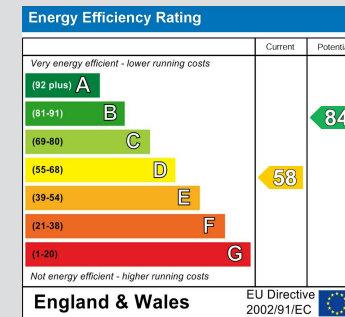 Energy Efficiency Rating
Current
Very energy efficient - lower running costs
(92 plus) A
(81-91) B
84
(69-80) C
(55-68) D
58
(39-54) E
(21-38) F
(1-20) G
Not energy efficient - higher running costs
England & Wales
EU Directive
2002/91/EC